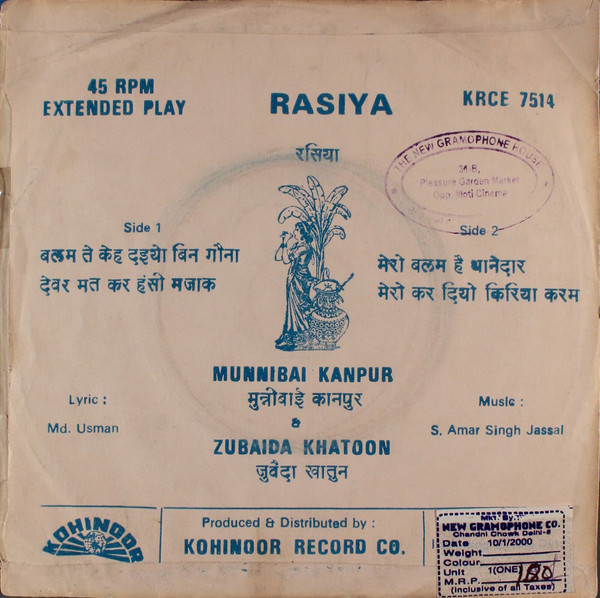 45 RPM
EXTENDED PLAY
RASIYA
KRCE 7514
रसिया
THE NEW GRAMOPHONE HOUSE
34-B,
Pleasure Garden Market
Opp. Moti Cinema
Side 1
बलम ते केह दइयो बिन गौना
देवर मत कर हंसी मजाक
Side 2
मेरो बलम है थानेदार
मेरो कर दियो किरिया करम
MUNNIBAI KANPUR
मुन्नीबाई कानपुर
&
ZUBAIDA KHATOON
जुबैदा खातुन
Lyric :
Md. Usman
Music :
S. Amar Singh Jassal
KOHINOOR
Produced & Distributed by :
KOHINOOR RECORD CO.
Mkt. By.:
NEW GRAMOPHONE CO.
Chandni Chowk Delhi-6
Date 10/1/2000
Weight
Colour
Unit 1(ONE)
M.R.P. 180
(Inclusive of all Taxes)